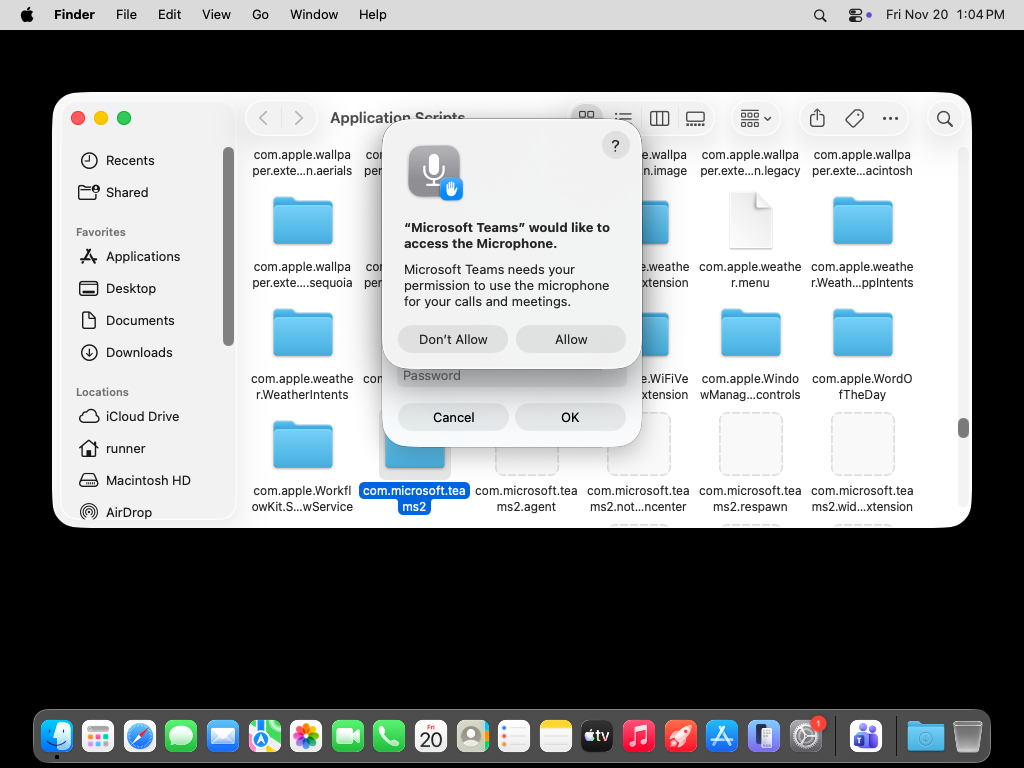 Finder File Edit View Go Window Help Fri Nov 20 1:04 PM
Application Scripts
Recents
Shared
Favorites
Applications
Desktop
Documents
Downloads
Locations
iCloud Drive
runner
Macintosh HD
AirDrop
com.apple.wallpa
per.exte...n.aerials
com.apple.wallpa
per.exte...n.legacy
com.apple.wallpa
per.exte...acintosh
com.apple.wallpa
per.exte...sequoia
com.apple.weathe
r.menu
com.apple.weathe
r.Weath...ppIntents
com.apple.weathe
r.WeatherIntents
com.apple.Windo
wManag...controls
com.apple.WordO
fTheDay
com.apple.Workfl
owKit.S...wService
com.microsoft.tea
ms2
com.microsoft.tea
ms2.agent
com.microsoft.tea
ms2.not...ncenter
com.microsoft.tea
ms2.respawn
com.microsoft.tea
ms2.wid...xtension
?
“Microsoft Teams” would like to
access the Microphone.
Microsoft Teams needs your
permission to use the microphone
for your calls and meetings.
Don't Allow Allow
Password
Cancel OK
Fri
20
tv
1